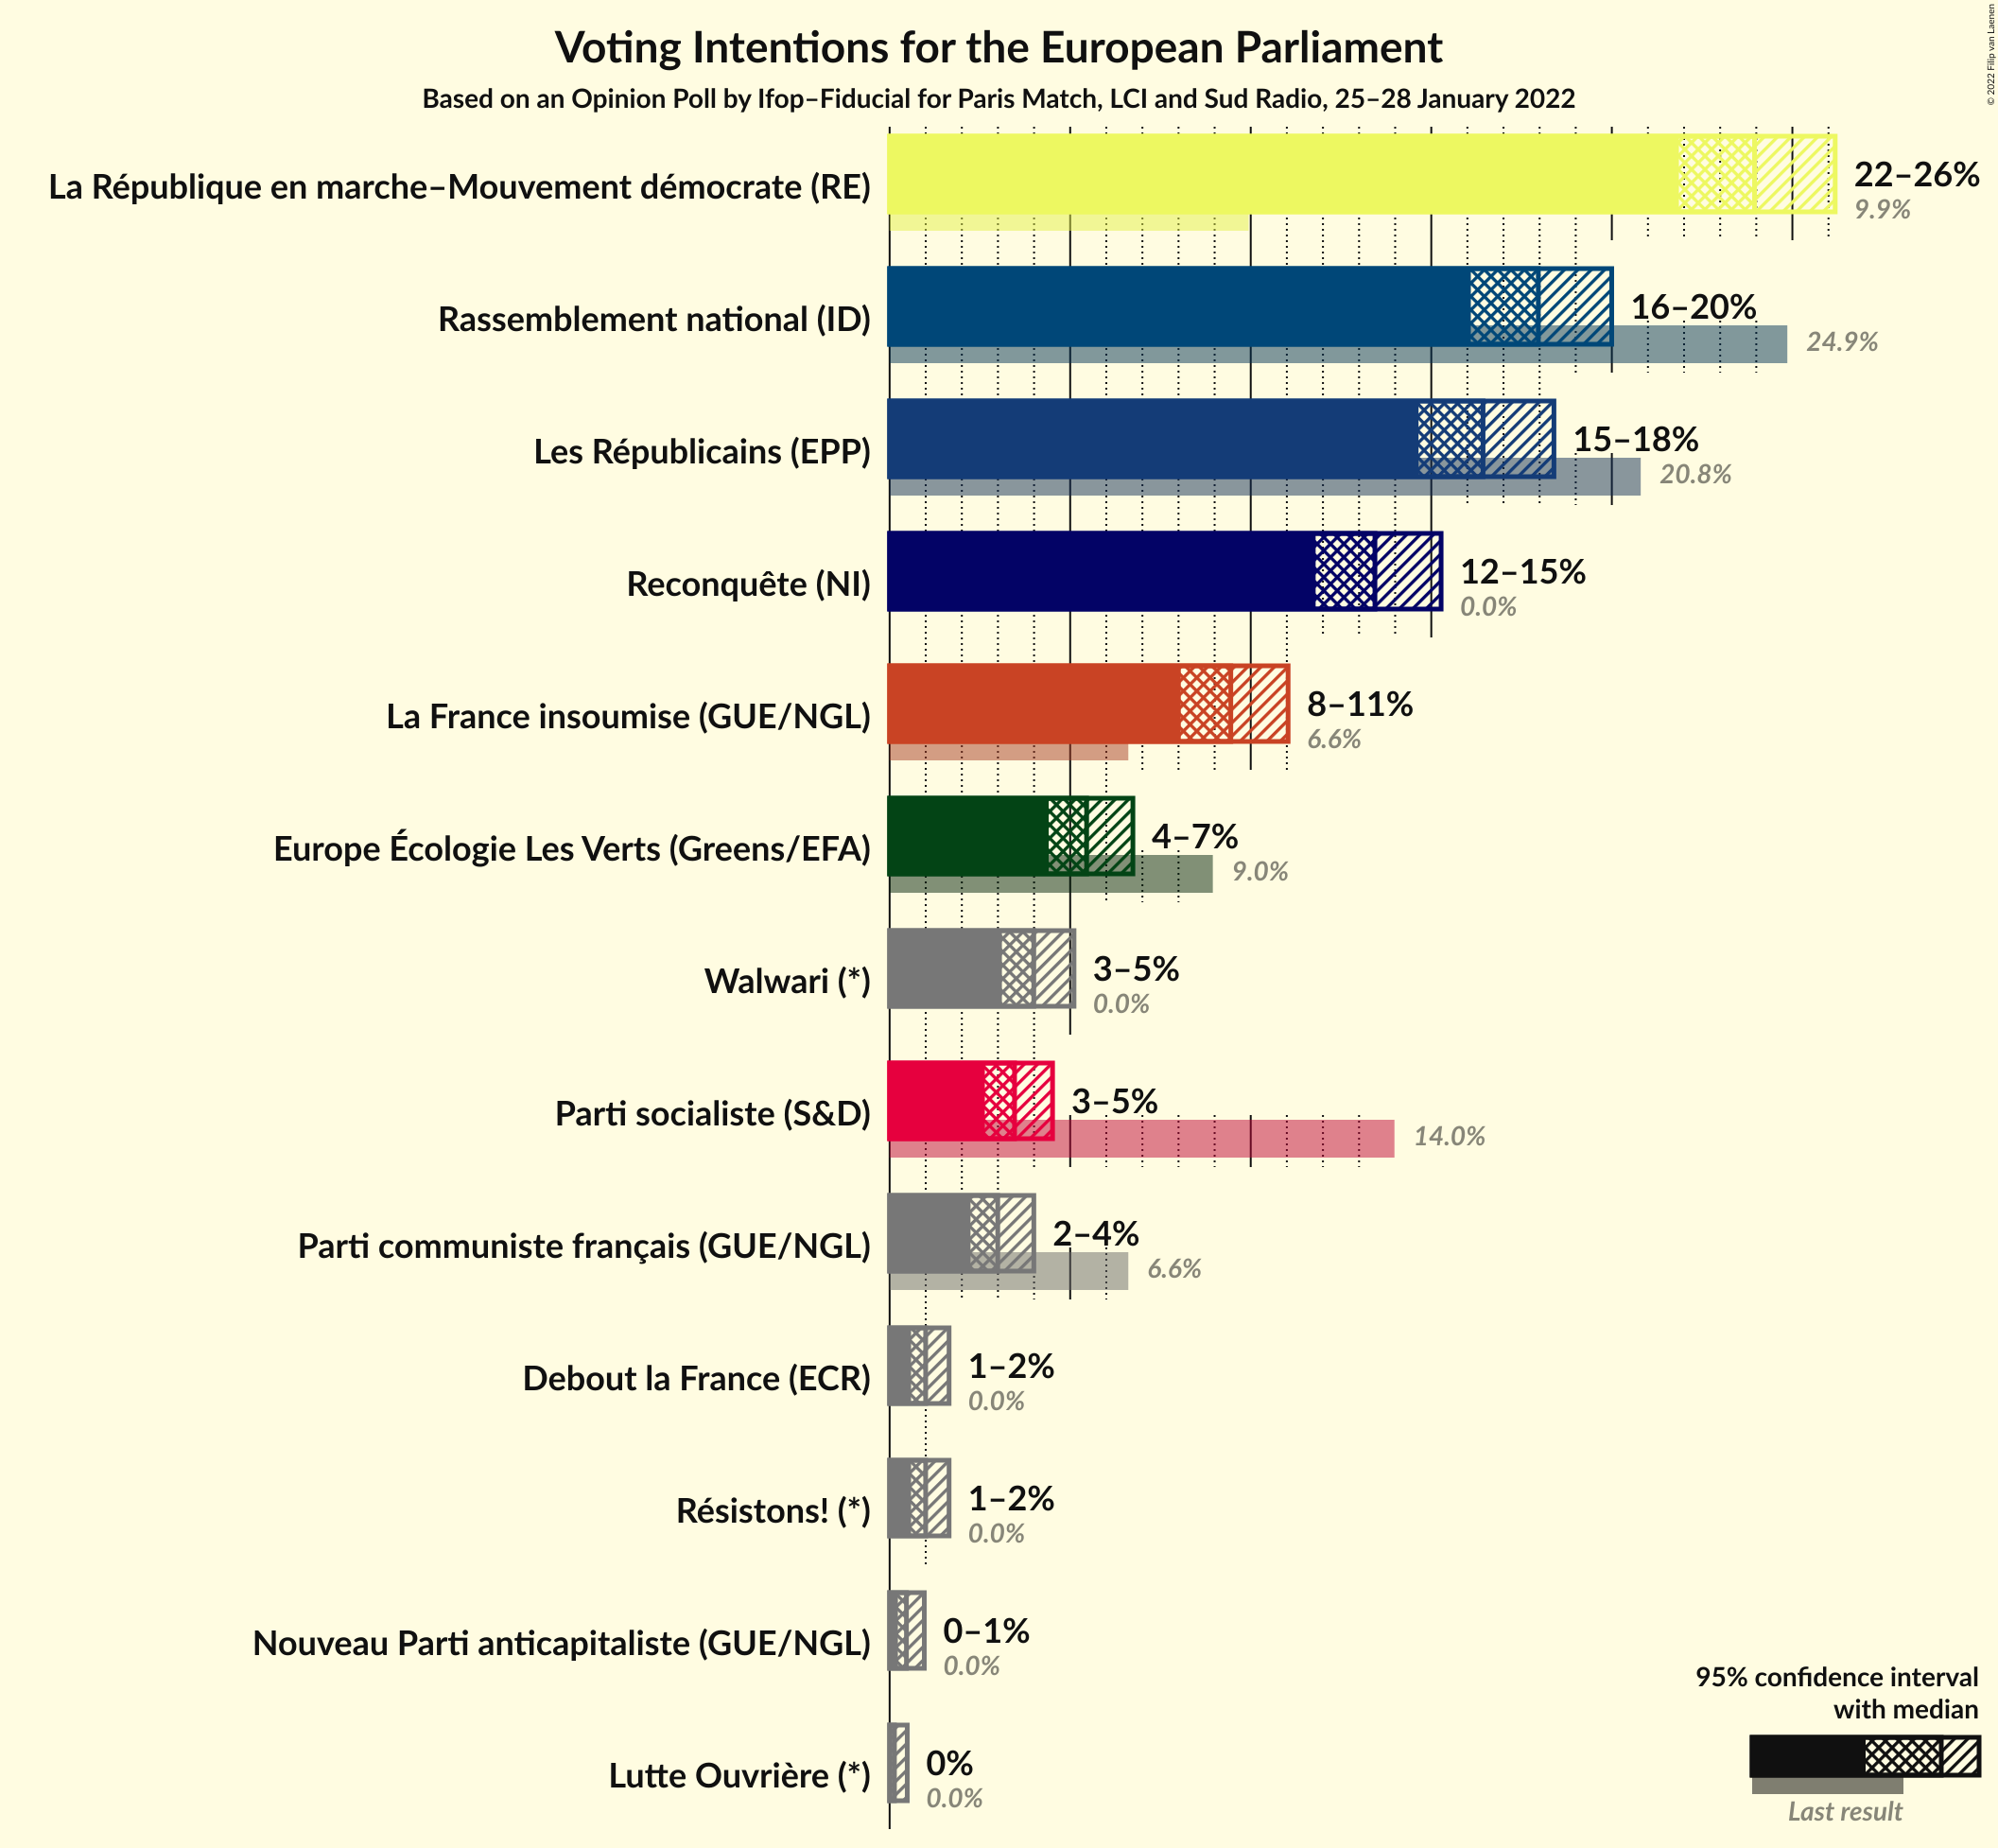 Voting Intentions for the European Parliament
Based on an Opinion Poll by Ifop–Fiducial for Paris Match, LCI and Sud Radio, 25–28 January 2022
© 2022 Filip van Laenen
La République en marche–Mouvement démocrate (RE)
22–26%
9.9%
Rassemblement national (ID)
16–20%
24.9%
Les Républicains (EPP)
15–18%
20.8%
Reconquête (NI)
12–15%
0.0%
La France insoumise (GUE/NGL)
8–11%
6.6%
Europe Écologie Les Verts (Greens/EFA)
4–7%
9.0%
Walwari (*)
3–5%
0.0%
Parti socialiste (S&D)
3–5%
14.0%
Parti communiste français (GUE/NGL)
2–4%
6.6%
Debout la France (ECR)
1–2%
0.0%
Résistons! (*)
1–2%
0.0%
Nouveau Parti anticapitaliste (GUE/NGL)
0–1%
0.0%
Lutte Ouvrière (*)
0%
0.0%
95% confidence interval
with median
Last result